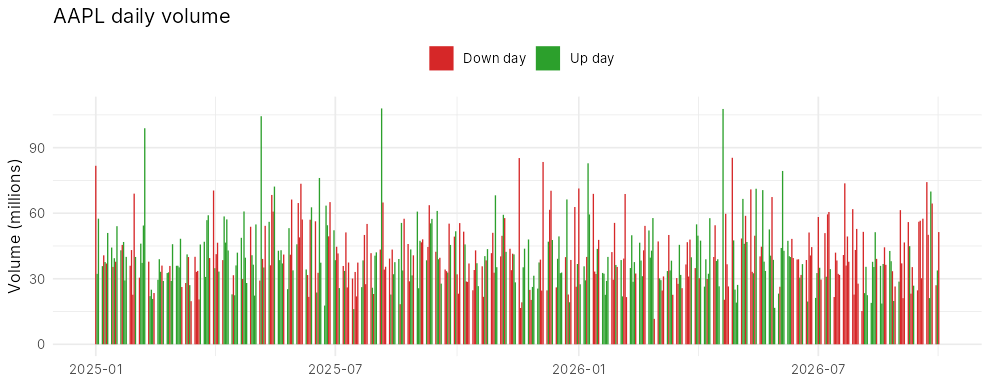 AAPL daily volume
Down day Up day
Volume (millions)
90
60
30
0
2025-01 2025-07 2026-01 2026-07